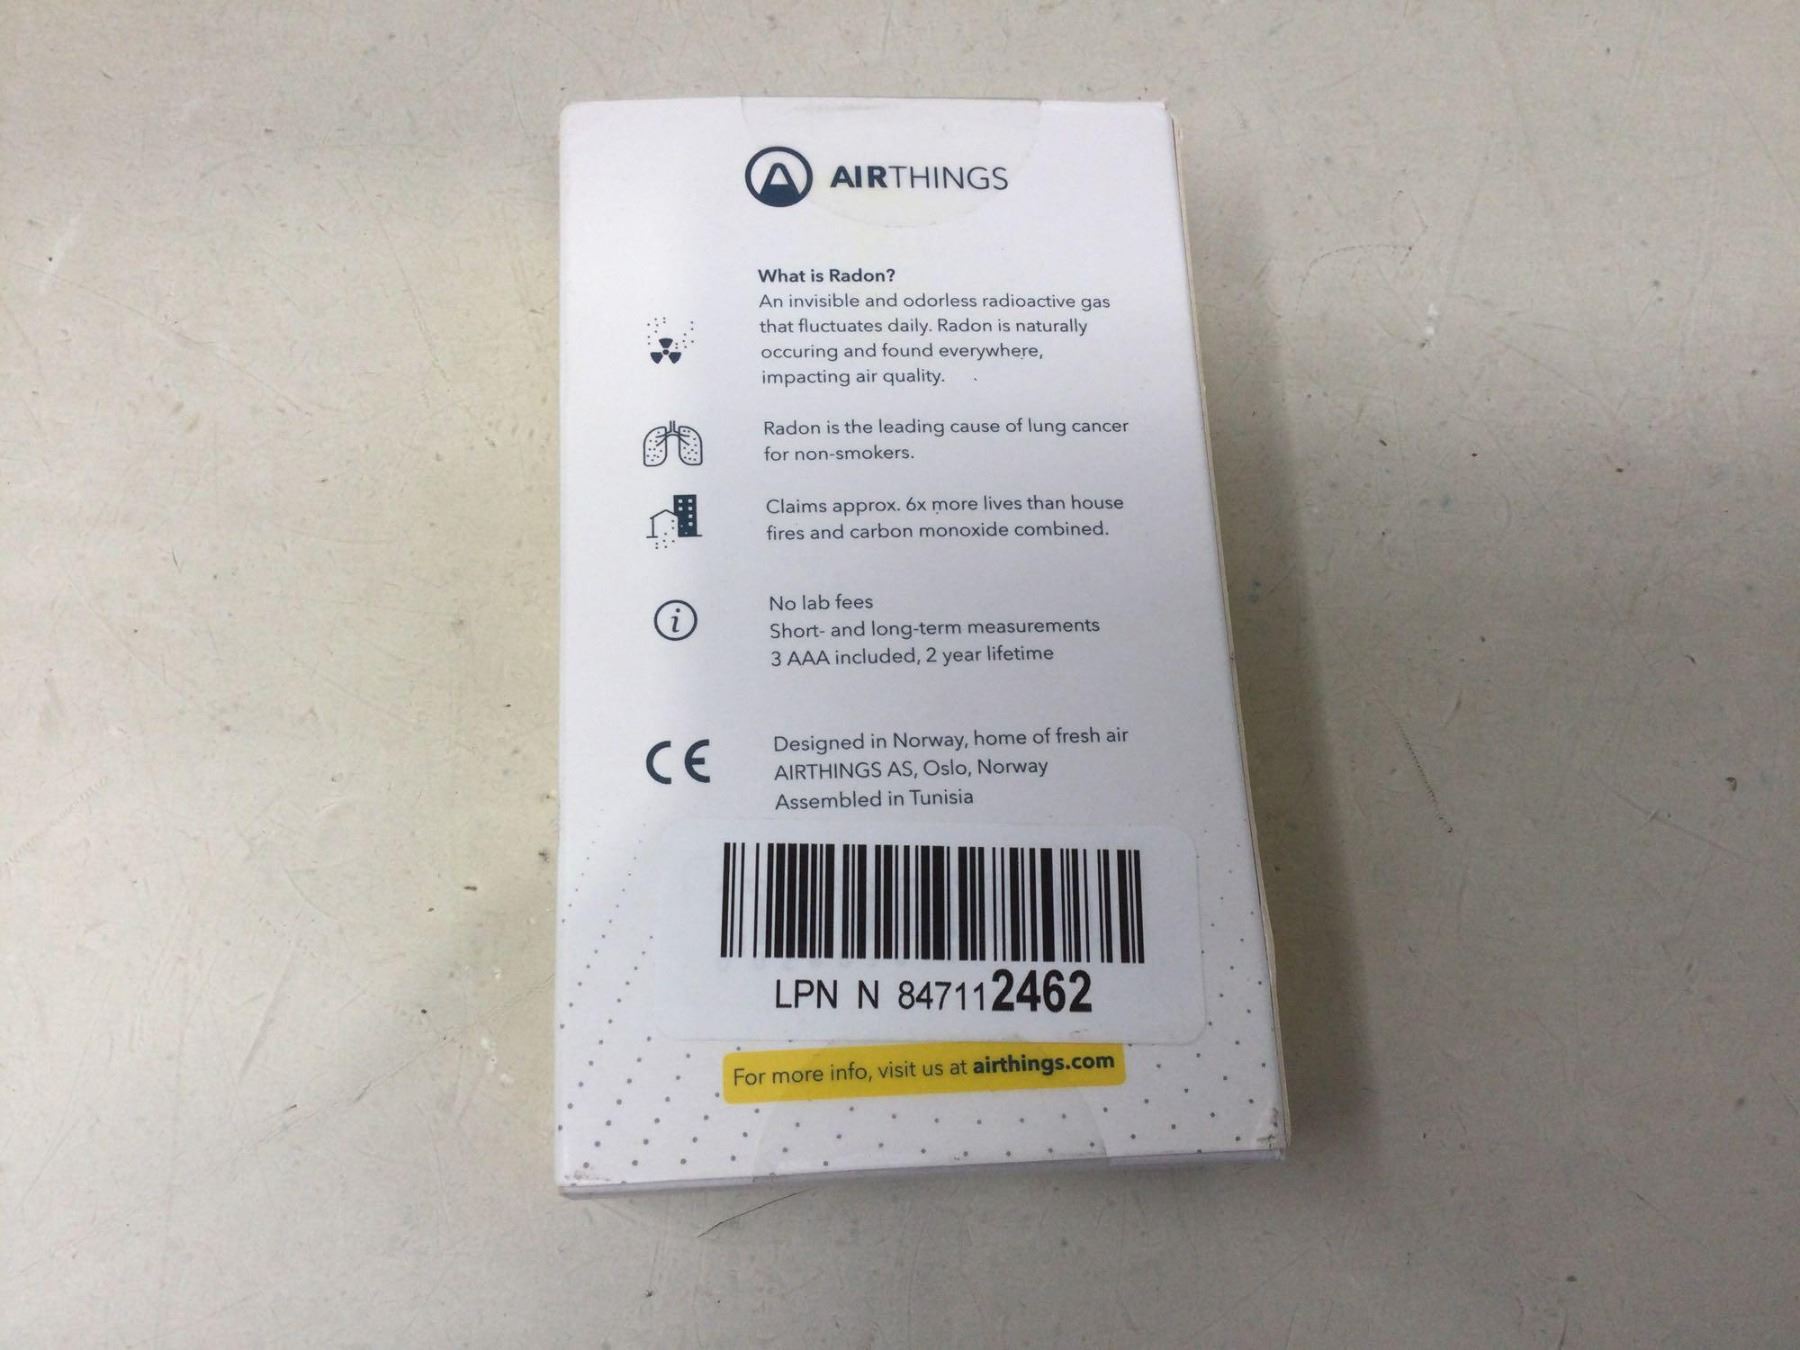 AIRTHINGS
What is Radon?
An invisible and odorless radioactive gas
that fluctuates daily. Radon is naturally
occuring and found everywhere,
impacting air quality.
Radon is the leading cause of lung cancer
for non-smokers.
Claims approx. 6x more lives than house
fires and carbon monoxide combined.
No lab fees
Short- and long-term measurements
3 AAA included, 2 year lifetime
CE
Designed in Norway, home of fresh air
AIRTHINGS AS, Oslo, Norway
Assembled in Tunisia
LPN N 847112462
For more info, visit us at airthings.com